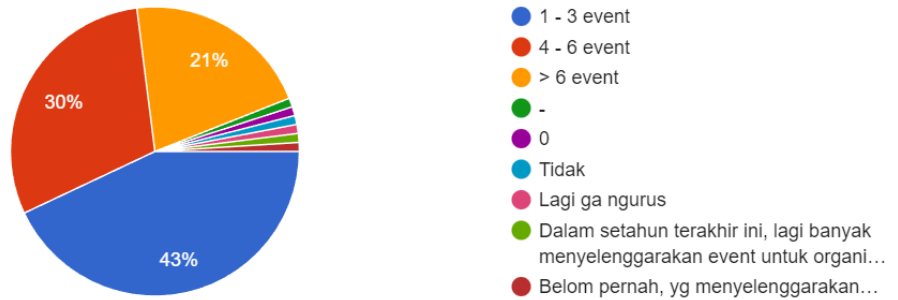 21%
30%
43%
1 - 3 event
4 - 6 event
> 6 event
-
0
Tidak
Lagi ga ngurus
Dalam setahun terakhir ini, lagi banyak
menyelenggarakan event untuk organi…
Belom pernah, yg menyelenggarakan…